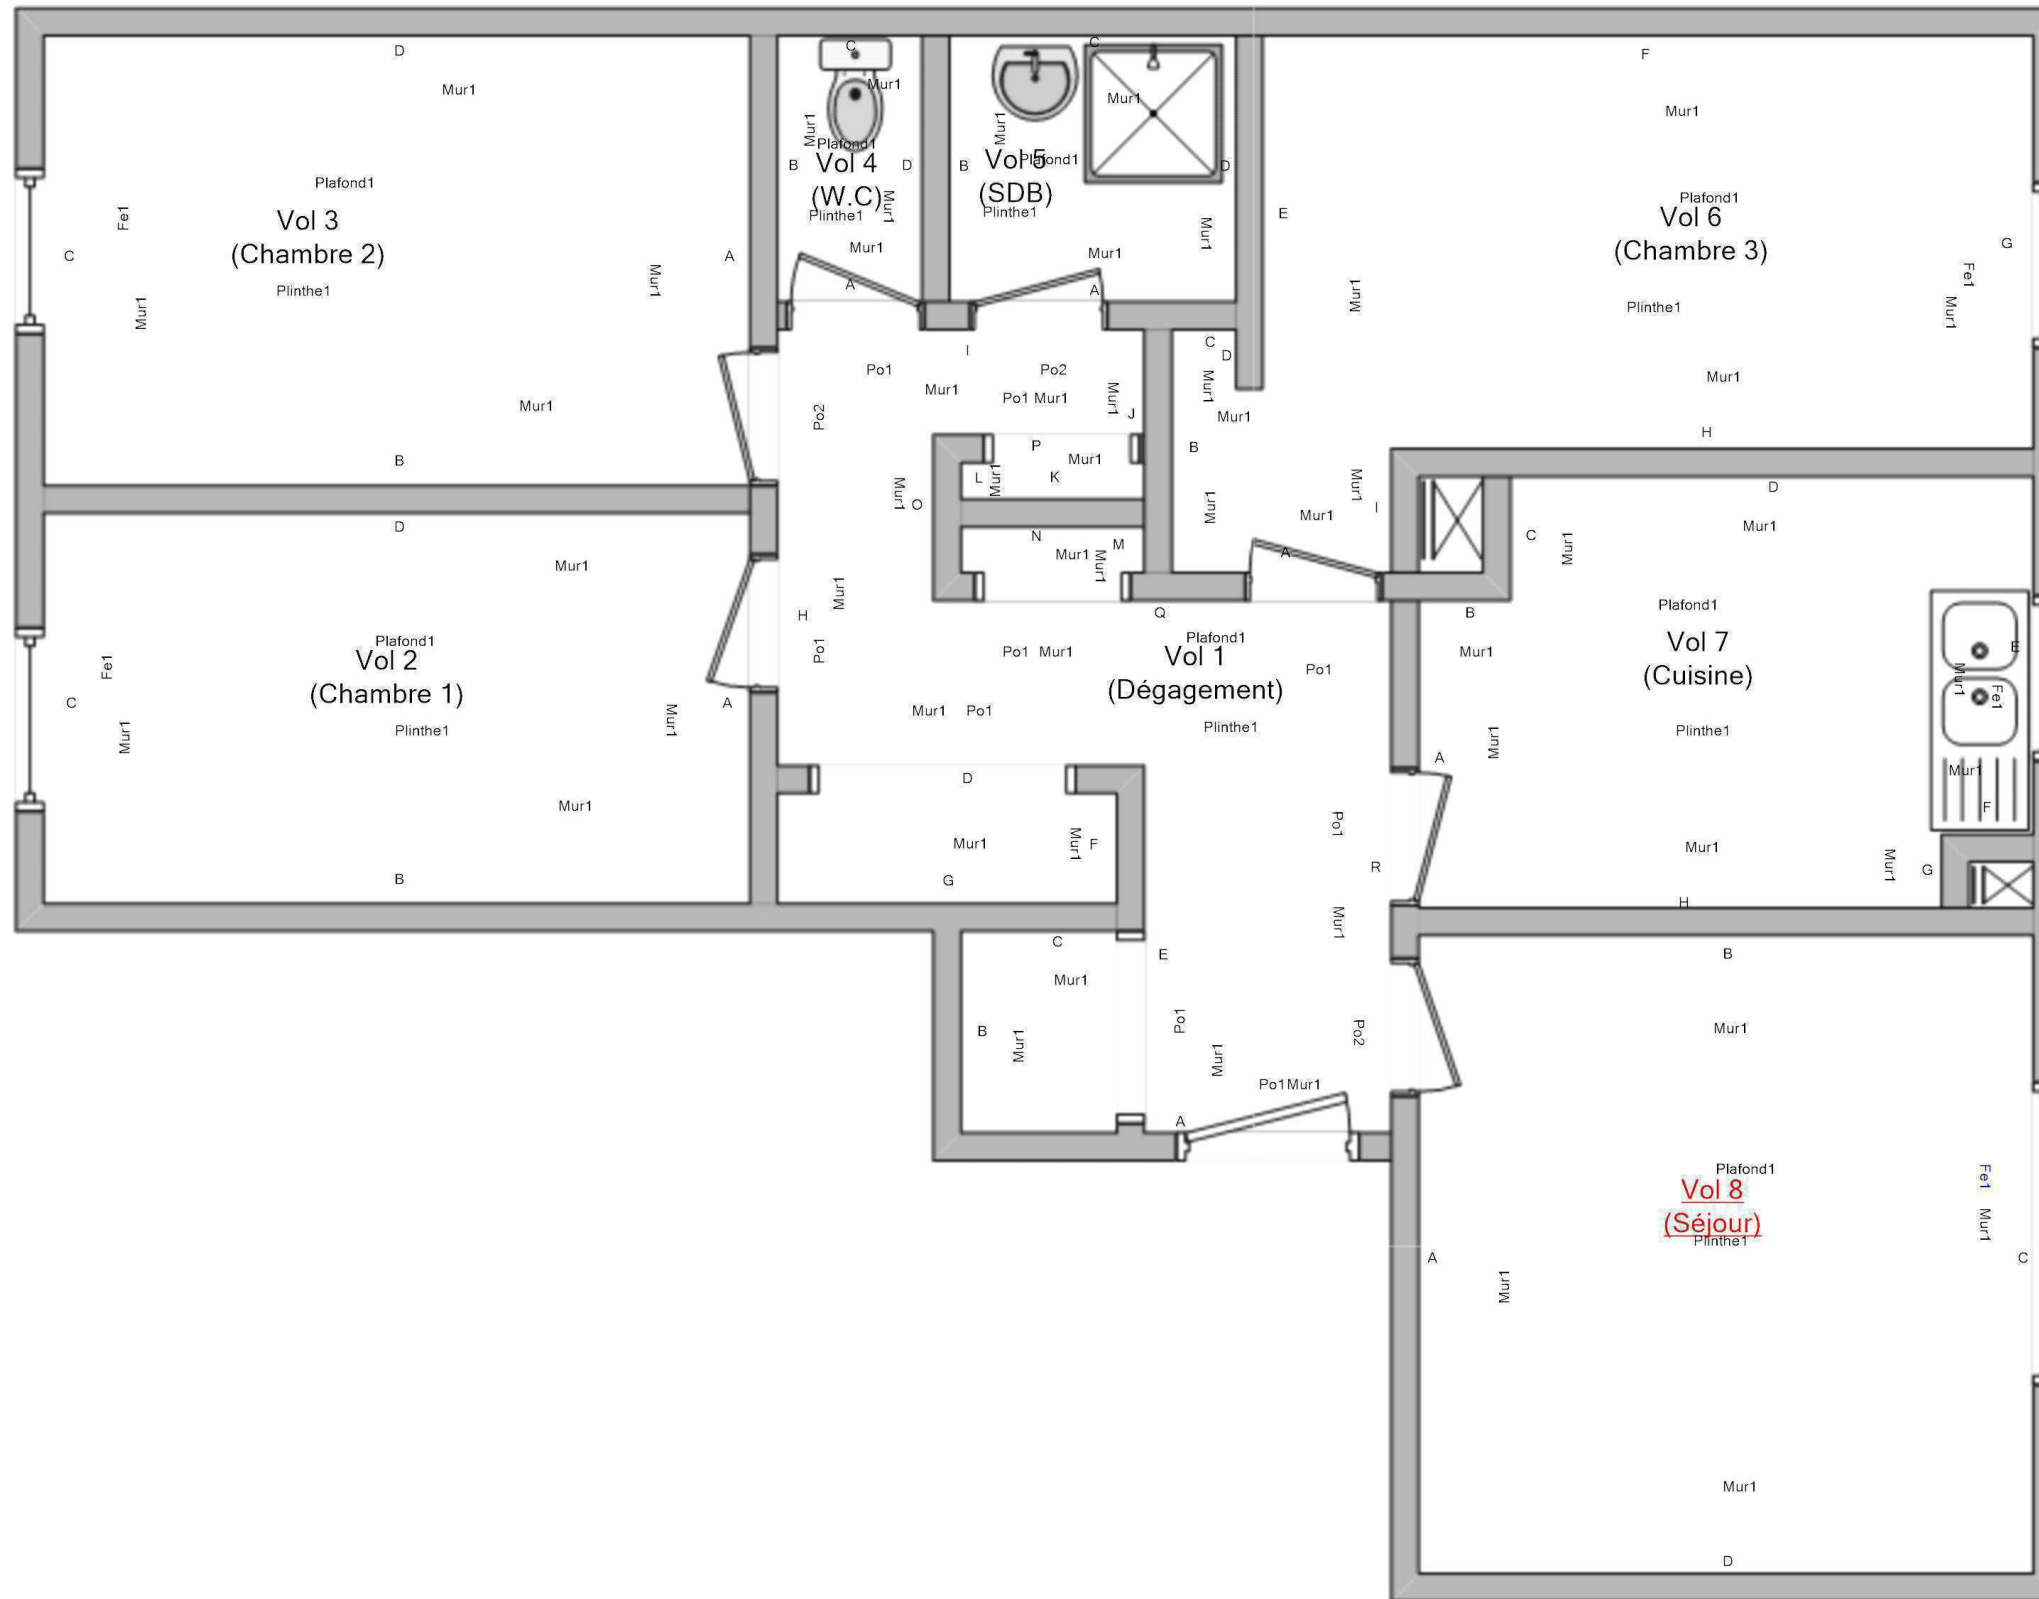 D
Mur1
Plafond1
Vol 3
(Chambre 2)
Fe1
C
Mur1
Plinthe1
A
Mur1
Mur1
B
C
Mur1
Mur1
Plafond1
B
Vol 4
D
(W.C)
Mur1
Plinthe1
Mur1
A
C
Mur1
Mur1
Plafond1
B
Vol 5
D
(SDB)
Plinthe1
Mur1
Mur1
A
F
Mur1
Plafond1
E
Vol 6
(Chambre 3)
G
Fe1
Mur1
Mur1
Plinthe1
Mur1
H
C
D
Mur1
Mur1
B
Mur1
Mur1
I
Mur1
A
I
Po1
Po2
Mur1
Po1 Mur1
Mur1
J
Po2
P
Mur1
L
Mur1
K
Mur1
O
N
M
Mur1
Mur1
Mur1
H
Po1
Q
Po1 Mur1
Plafond1
Vol 1
(Dégagement)
Po1
Mur1 Po1
Plinthe1
D
Mur1
Mur1
F
G
Po1
R
Mur1
C
E
Mur1
B
Mur1
Po1
Po2
Mur1
Po1Mur1
A
D
Mur1
Plafond1
Vol 2
(Chambre 1)
Fe1
C
Mur1
Plinthe1
A
Mur1
Mur1
B
D
C
Mur1
Mur1
Plafond1
B
Mur1
Vol 7
(Cuisine)
E
Mur1
Fe1
Plinthe1
Mur1
A
Mur1
F
Mur1
Mur1
G
H
B
Mur1
Plafond1
Vol 8
(Séjour)
Plinthe1
Fe1
Mur1
A
C
Mur1
Mur1
D